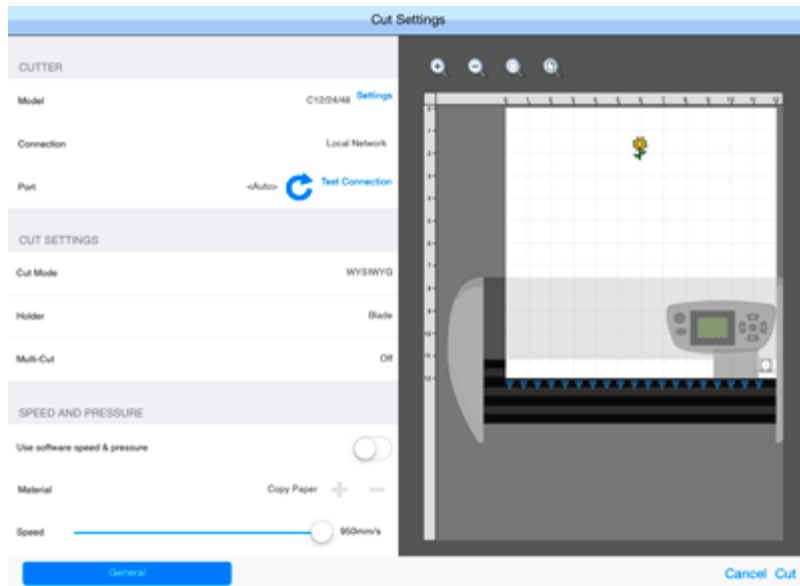 Cut Settings
CUTTER
Model C12/24/48 Settings
Connection Local Network
Port <Auto> Test Connection
CUT SETTINGS
Cut Mode WYSIWYG
Holder Blade
Multi-Cut Off
SPEED AND PRESSURE
Use software speed & pressure
Material Copy Paper
Speed 950mm/s
General Cancel Cut